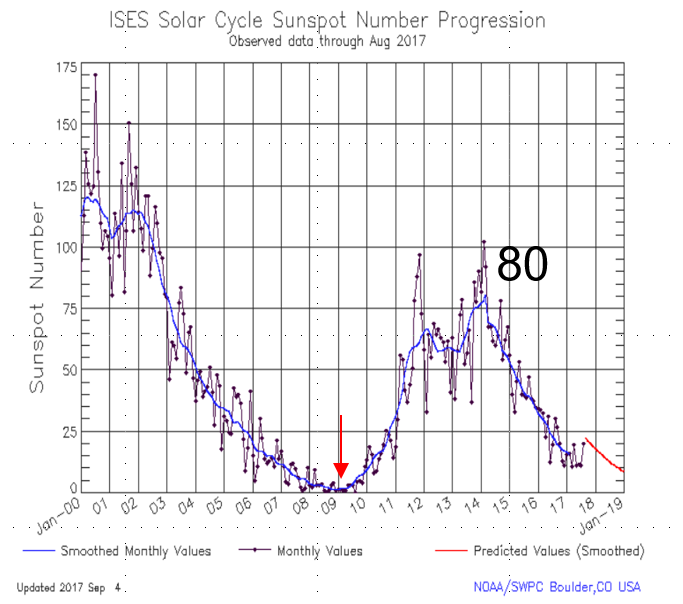 ISES Solar Cycle Sunspot Number Progression
Observed data through Aug 2017
175
150
125
100
75
50
25
0
Sunspot Number
80
Jan-00 01 02 03 04 05 06 07 08 09 10 11 12 13 14 15 16 17 18 Jan-19
Smoothed Monthly Values Monthly Values Predicted Values (Smoothed)
Updated 2017 Sep 4 NOAA/SWPC Boulder,CO USA